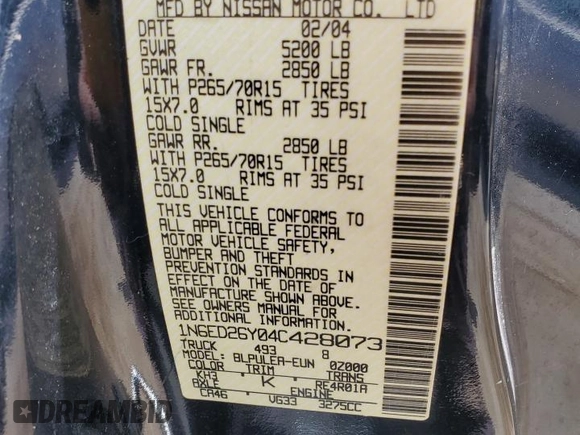 MFD BY NISSAN MOTOR CO. LTD
DATE 02/04
GVWR 5200 LB
GAWR FR. 2850 LB
WITH P265/70R15 TIRES
15X7.0 RIMS AT 35 PSI
COLD SINGLE
GAWR RR. 2850 LB
WITH P265/70R15 TIRES
15X7.0 RIMS AT 35 PSI
COLD SINGLE
THIS VEHICLE CONFORMS TO
ALL APPLICABLE FEDERAL
MOTOR VEHICLE SAFETY,
BUMPER AND THEFT
PREVENTION STANDARDS IN
EFFECT ON THE DATE OF
MANUFACTURE SHOWN ABOVE.
SEE OWNERS MANUAL FOR
ADDITIONAL INFORMATION.
1N6ED26Y04C428073
TRUCK 493 8
MODEL: BLPULEA-EUN 0Z000
COLOR TRIM TRANS
KH3 K RE4R01A
AXLE ENGINE
CA46 VG33 3275CC
DREAMBID